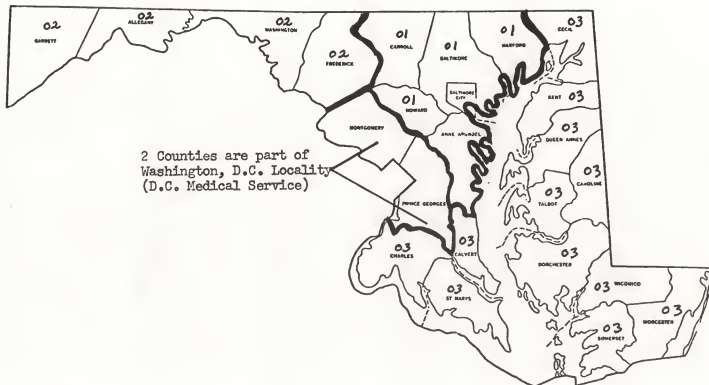 02
GARRETT
02
ALLEGANY
02
WASHINGTON
02
FREDERICK
01
CARROLL
01
BALTIMORE
01
HARFORD
03
CECIL
BALTIMORE
CITY
01
HOWARD
MONTGOMERY
ANNE ARUNDEL
KENT 03
03
QUEEN ANNES
03
CAROLINE
03
TALBOT
2 Counties are part of
Washington, D.C. Locality
(D.C. Medical Service)
PRINCE GEORGES
03
CHARLES
03
CALVERT
03
ST MARYS
03
DORCHESTER
03 WICOMICO
03
WORCESTER
03
SOMERSET